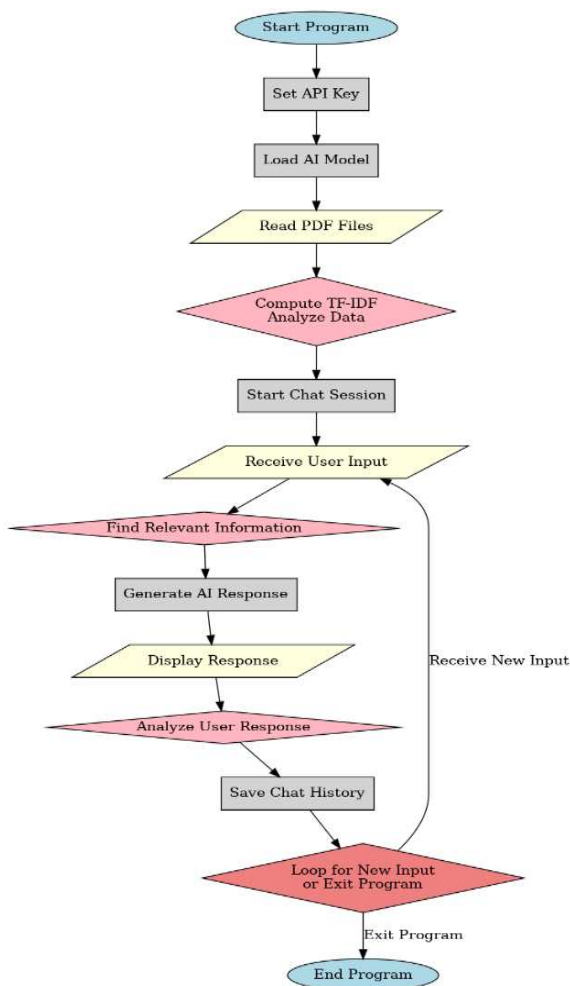 Start Program
Set API Key
Load AI Model
Read PDF Files
Compute TF-IDF
Analyze Data
Start Chat Session
Receive User Input
Find Relevant Information
Generate AI Response
Display Response
Receive New Input
Analyze User Response
Save Chat History
Loop for New Input
or Exit Program
Exit Program
End Program